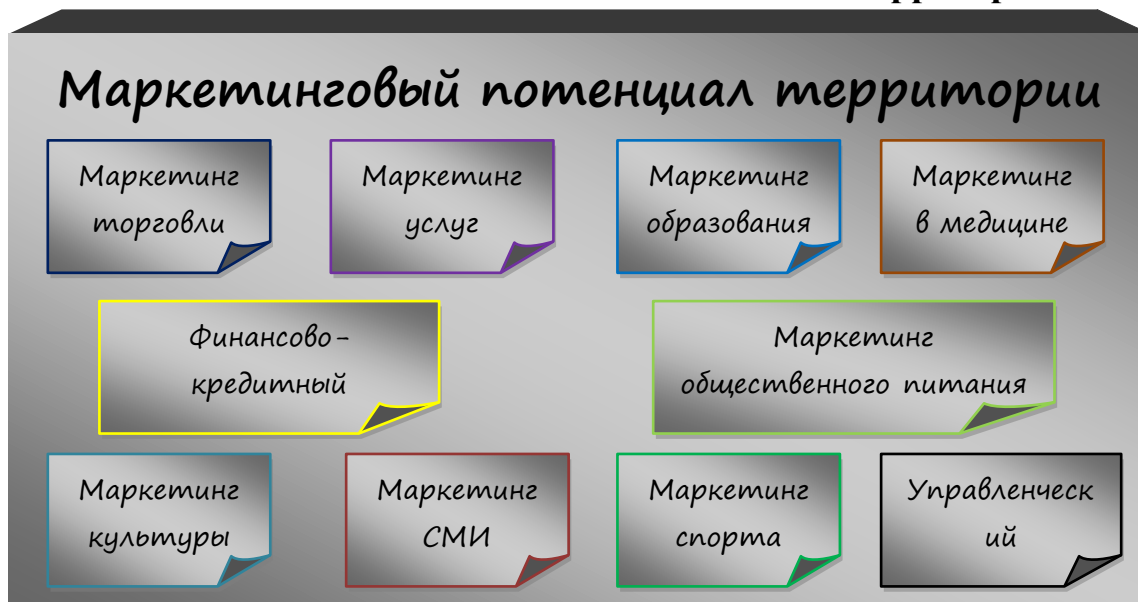 Маркетинговый потенциал территории
Маркетинг
торговли
Маркетинг
услуг
Маркетинг
образования
Маркетинг
в медицине
Финансово-
кредитный
Маркетинг
общественного питания
Маркетинг
культуры
Маркетинг
СМИ
Маркетинг
спорта
Управленческ
ий